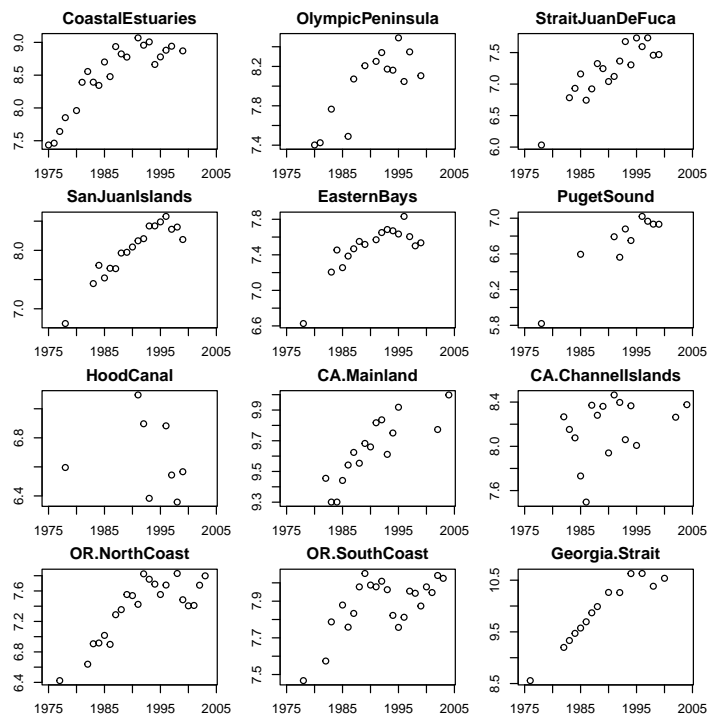 CoastalEstuaries
7.5 8.0 8.5 9.0
1975 1985 1995 2005
OlympicPeninsula
7.4 7.8 8.2
1975 1985 1995 2005
StraitJuanDeFuca
6.0 6.5 7.0 7.5
1975 1985 1995 2005
SanJuanIslands
7.0 8.0
1975 1985 1995 2005
EasternBays
6.6 7.0 7.4 7.8
1975 1985 1995 2005
PugetSound
5.8 6.2 6.6 7.0
1975 1985 1995 2005
HoodCanal
6.4 6.8
1975 1985 1995 2005
CA.Mainland
9.3 9.5 9.7 9.9
1975 1985 1995 2005
CA.ChannelIslands
7.6 8.0 8.4
1975 1985 1995 2005
OR.NorthCoast
6.4 6.8 7.2 7.6
1975 1985 1995 2005
OR.SouthCoast
7.5 7.7 7.9
1975 1985 1995 2005
Georgia.Strait
8.5 9.5 10.5
1975 1985 1995 2005